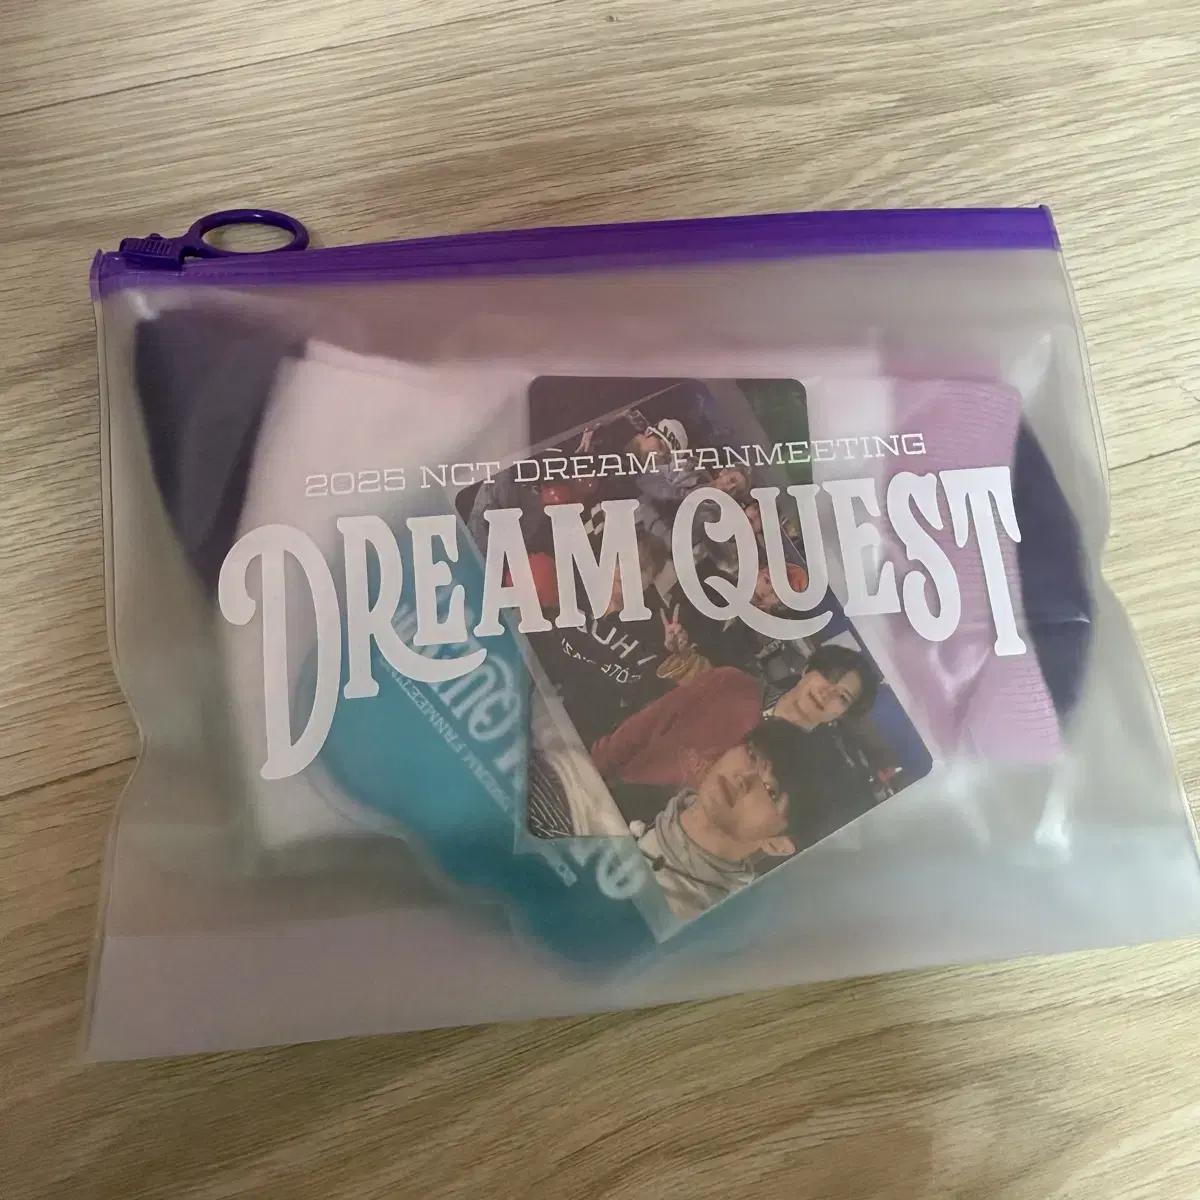 2025 NCT DREAM FANMEETING
DREAM QUEST